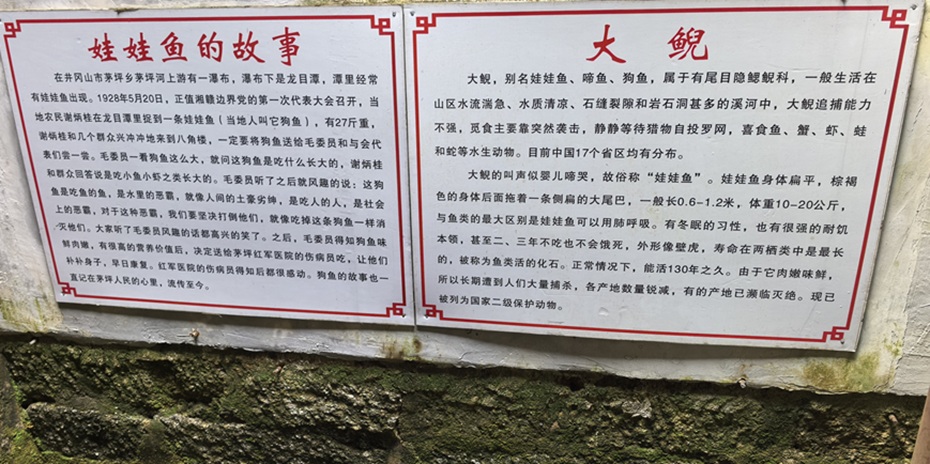 娃娃鱼的故事
在井冈山市茅坪乡茅坪河上游有一瀑布，瀑布下是龙目潭，潭里经常
有娃娃鱼出现。1928年5月20日，正值湘赣边界党的第一次代表大会召开，当
地农民谢炳桂在龙目潭里捉到一条娃娃鱼（当地人叫它狗鱼），有27斤重，
谢炳桂和几个群众兴冲冲地来到八角楼，一定要将狗鱼送给毛委员和与会代
表们尝一尝。毛委员一看狗鱼这么大，就问这狗鱼是吃什么长大的，谢炳桂
和群众回答说是吃小鱼小虾之类长大的。毛委员听了之后就风趣的说：这狗
鱼是吃鱼的鱼，是水里的恶霸，就像人间的土豪劣绅，是吃人的人，是社会
上的恶霸，对于这种恶霸，我们要坚决打倒他们，就像吃掉这条狗鱼一样消
灭他们。大家听了毛委员风趣的话都高兴的笑了。之后，毛委员得知狗鱼味
鲜肉嫩，有很高的营养价值后，决定送给茅坪红军医院的伤病员吃，让他们
补补身子，早日康复。红军医院的伤病员得知后都很感动。狗鱼的故事也一
直记在茅坪人民的心里，流传至今。
大鲵
大鲵，别名娃娃鱼、啼鱼、狗鱼，属于有尾目隐鳃鲵科，一般生活在
山区水流湍急、水质清凉、石缝裂隙和岩石洞甚多的溪河中，大鲵追捕能力
不强，觅食主要靠突然袭击，静静等待猎物自投罗网，喜食鱼、蟹、虾、蛙
和蛇等水生动物。目前中国17个省区均有分布。
大鲵的叫声似婴儿啼哭，故俗称“娃娃鱼”。娃娃鱼身体扁平，棕褐
色的身体后面拖着一条侧扁的大尾巴，一般长0.6-1.2米，体重10-20公斤，
与鱼类的最大区别是娃娃鱼可以用肺呼吸。有冬眠的习性，也有很强的耐饥
本领，甚至二、三年不吃也不会饿死，外形像壁虎，寿命在两栖类中是最长
的，被称为鱼类活的化石。正常情况下，能活130年之久。由于它肉嫩味鲜，
所以长期遭到人们大量捕杀，各产地数量锐减，有的产地已濒临灭绝。现已
被列为国家二级保护动物。